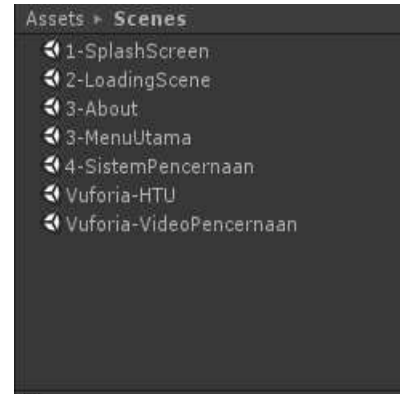 Assets ▸ Scenes
1-SplashScreen
2-LoadingScene
3-About
3-MenuUtama
4-SistemPencernaan
Vuforia-HTU
Vuforia-VideoPencernaan